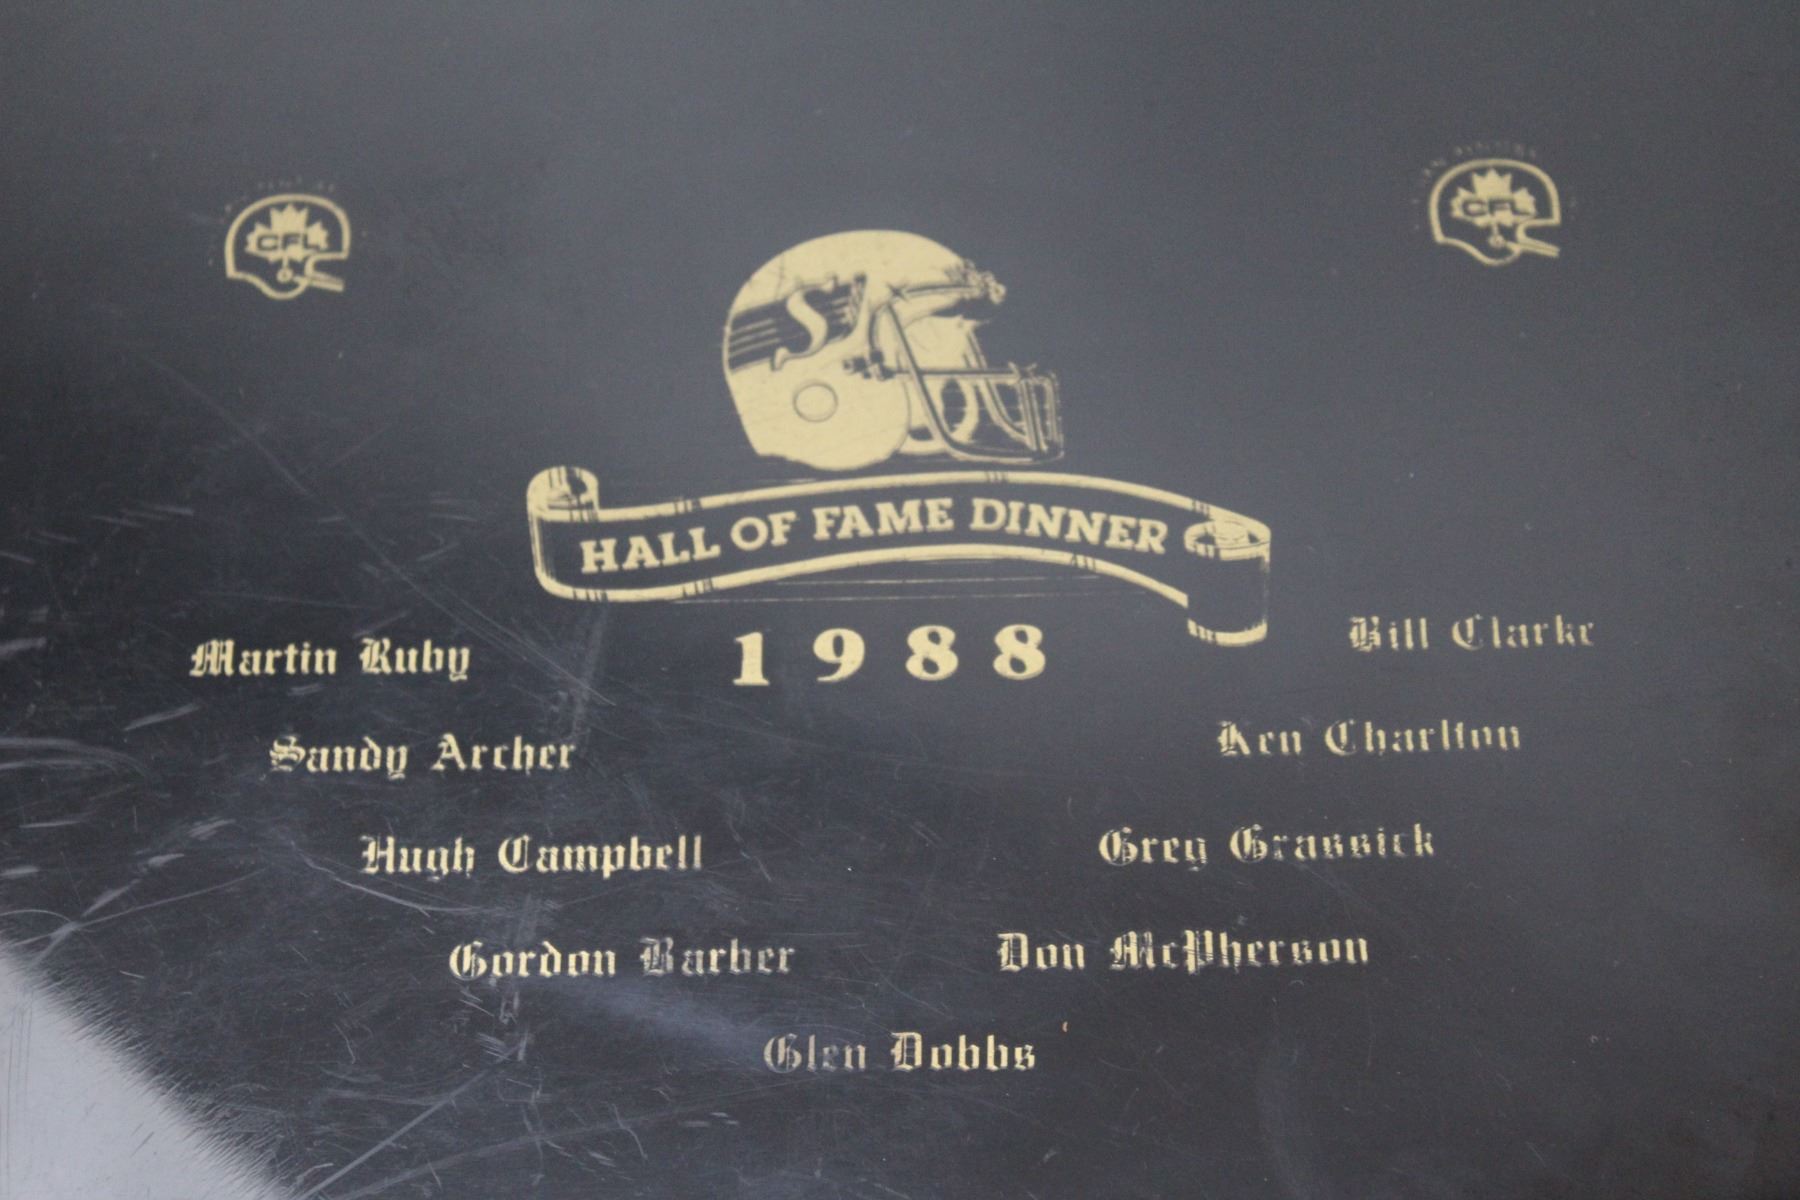 CFL
CFL
S
HALL OF FAME DINNER
1988
Martin Ruby
Bill Clarke
Sandy Archer
Ken Charlton
Hugh Campbell
Greg Grassick
Gordon Barber
Don McPherson
Glen Dobbs